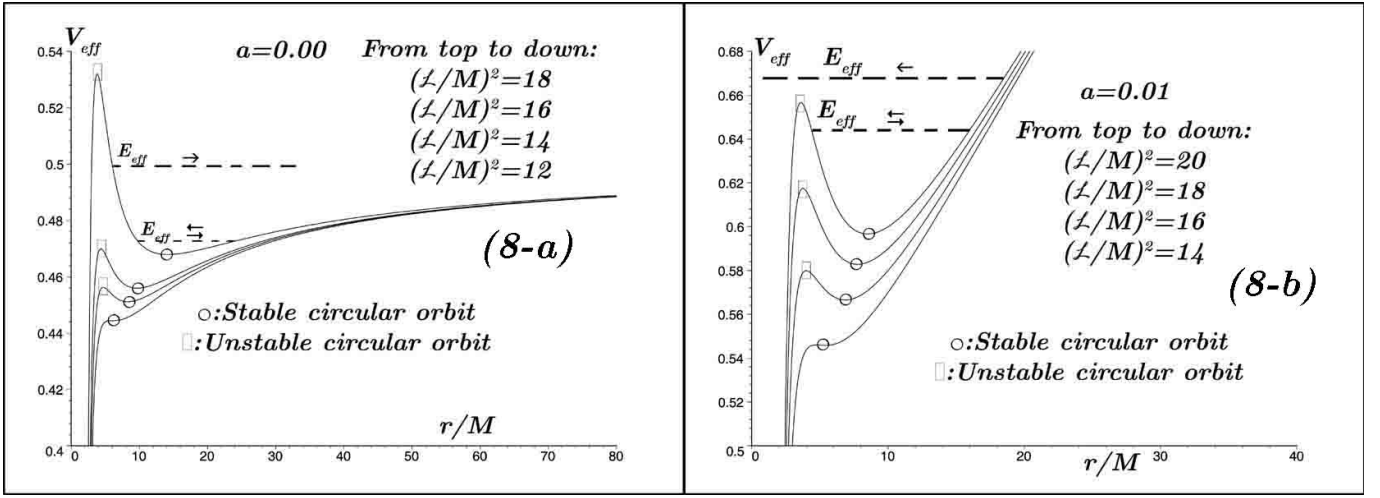 V_eff
a=0.00
From top to down:
(Ł/M)²=18
(Ł/M)²=16
(Ł/M)²=14
(Ł/M)²=12
0.54
0.52
0.5
0.48
0.46
0.44
0.42
0.4
E_eff →
E_eff ⇆
(8-a)
○:Stable circular orbit
▯:Unstable circular orbit
r/M
0 10 20 30 40 50 60 70 80
V_eff
E_eff ←
E_eff ⇆
a=0.01
From top to down:
(Ł/M)²=20
(Ł/M)²=18
(Ł/M)²=16
(Ł/M)²=14
0.68
0.66
0.64
0.62
0.6
0.58
0.56
0.54
0.52
0.5
(8-b)
○:Stable circular orbit
▯:Unstable circular orbit
0 10 20 30 40
r/M